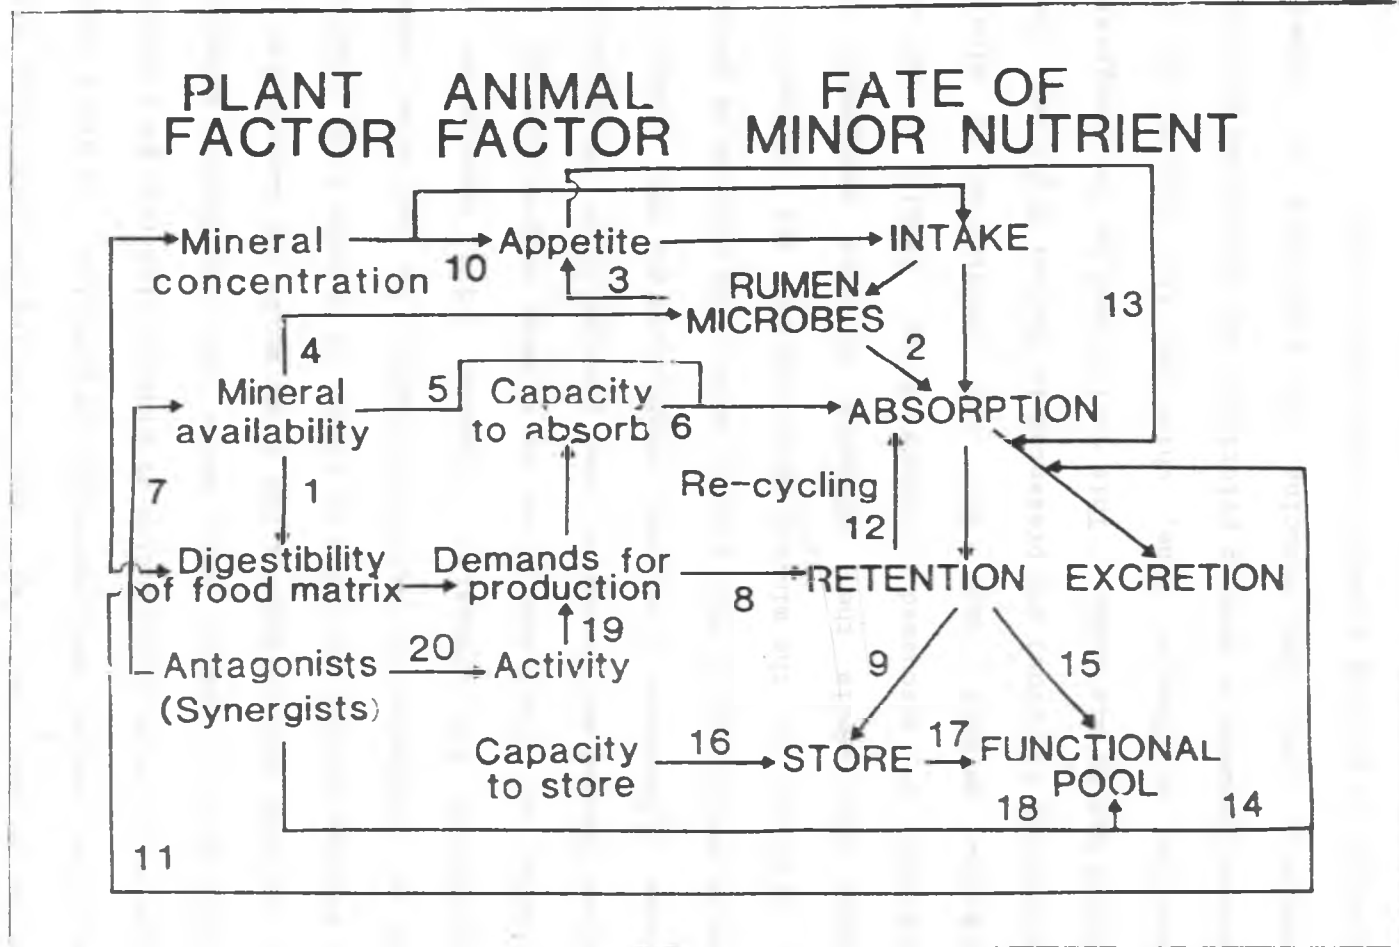 PLANT ANIMAL FATE OF
FACTOR FACTOR MINOR NUTRIENT
Mineral Appetite INTAKE
concentration 10 3 RUMEN 13
MICROBES
4 2
Mineral 5 Capacity ABSORPTION
availability to absorb 6
7 1 Re-cycling
12
Digestibility Demands for RETENTION EXCRETION
of food matrix production 8
19
20 9 15
Antagonists Activity
(Synergists)
Capacity 16 STORE 17 FUNCTIONAL
to store POOL
18 14
11